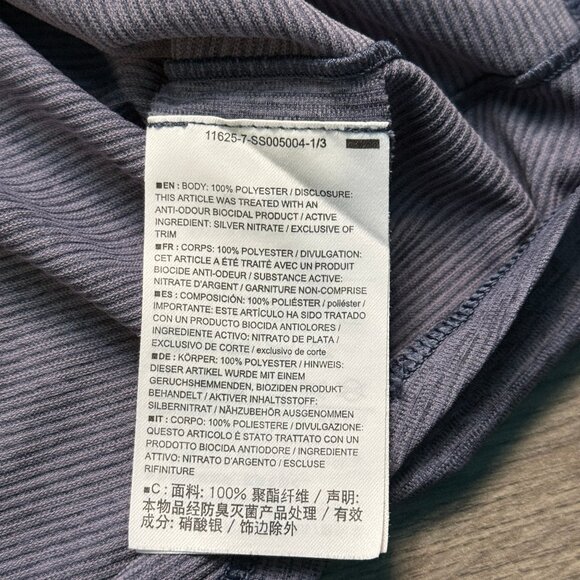 11625-7-SS005004-1/3
■EN : BODY: 100% POLYESTER / DISCLOSURE:
THIS ARTICLE WAS TREATED WITH AN
ANTI-ODOUR BIOCIDAL PRODUCT / ACTIVE
INGREDIENT: SILVER NITRATE / EXCLUSIVE OF
TRIM
■FR : CORPS: 100% POLYESTER / DIVULGATION:
CET ARTICLE A ÉTÉ TRAITÉ AVEC UN PRODUIT
BIOCIDE ANTI-ODEUR / SUBSTANCE ACTIVE:
NITRATE D'ARGENT / GARNITURE NON-COMPRISE
■ES : COMPOSICIÓN: 100% POLIÉSTER / poliéster /
IMPORTANTE: ESTE ARTÍCULO HA SIDO TRATADO
CON UN PRODUCTO BIOCIDA ANTIOLORES /
INGREDIENTE ACTIVO: NITRATO DE PLATA /
EXCLUSIVO DE CORTE / exclusivo de corte
■DE : KÖRPER: 100% POLYESTER / HINWEIS:
DIESER ARTIKEL WURDE MIT EINEM
GERUCHSHEMMENDEN, BIOZIDEN PRODUKT
BEHANDELT / AKTIVER INHALTSSTOFF:
SILBERNITRAT / NÄHZUBEHÖR AUSGENOMMEN
■IT : CORPO: 100% POLIESTERE / DIVULGAZIONE:
QUESTO ARTICOLO É STATO TRATTATO CON UN
PRODOTTO BIOCIDA ANTIODORE / INGREDIENTE
ATTIVO: NITRATO D'ARGENTO / ESCLUSE
RIFINITURE
■C : 面料: 100% 聚酯纤维 / 声明:
本物品经防臭灭菌产品处理 / 有效
成分: 硝酸银 / 饰边除外